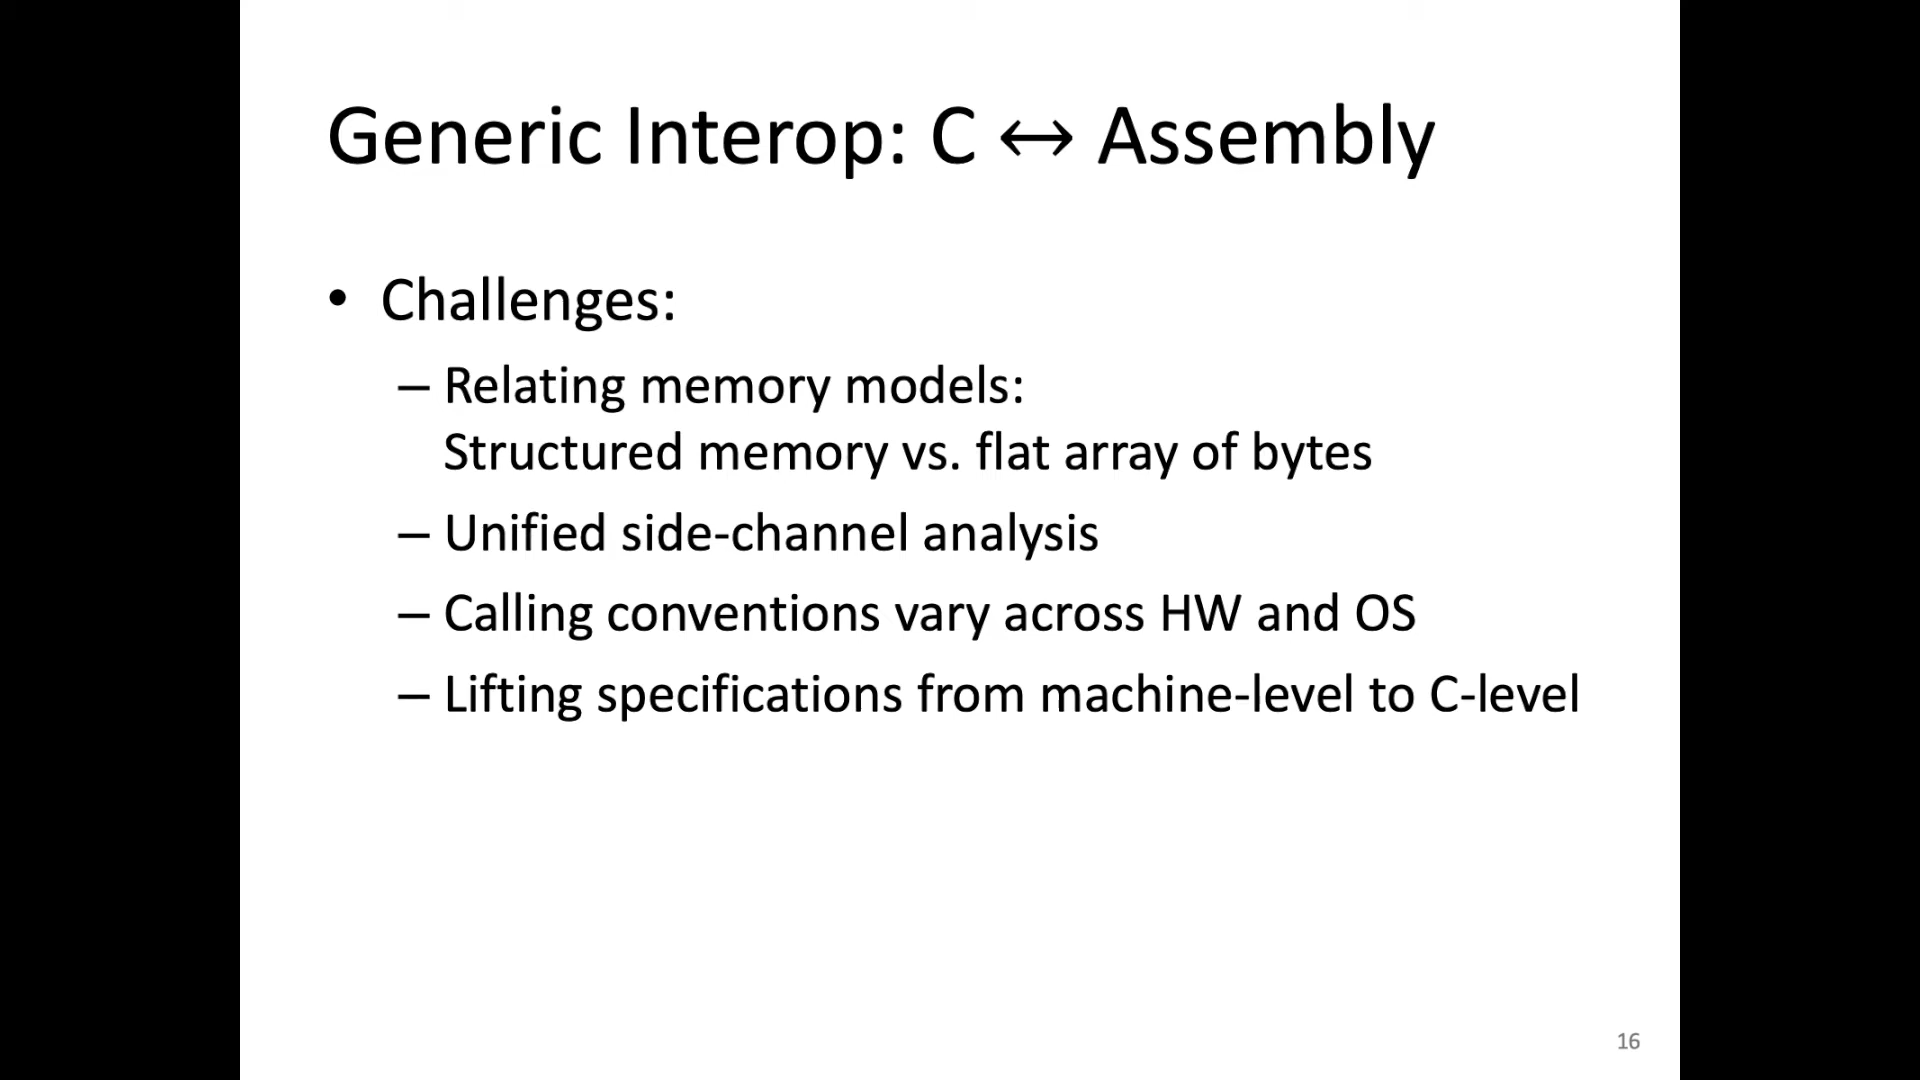 Generic Interop: C ↔ Assembly
• Challenges:
– Relating memory models:
Structured memory vs. flat array of bytes
– Unified side-channel analysis
– Calling conventions vary across HW and OS
– Lifting specifications from machine-level to C-level
16